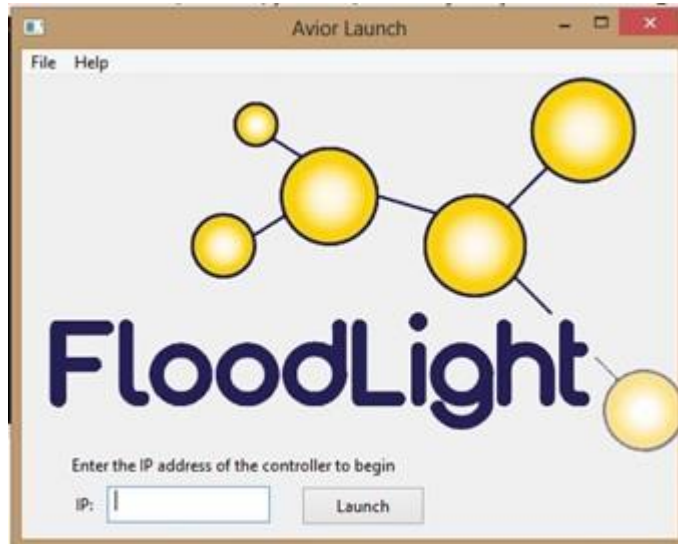 Avior Launch
File Help
FloodLight
Enter the IP address of the controller to begin
IP:
Launch